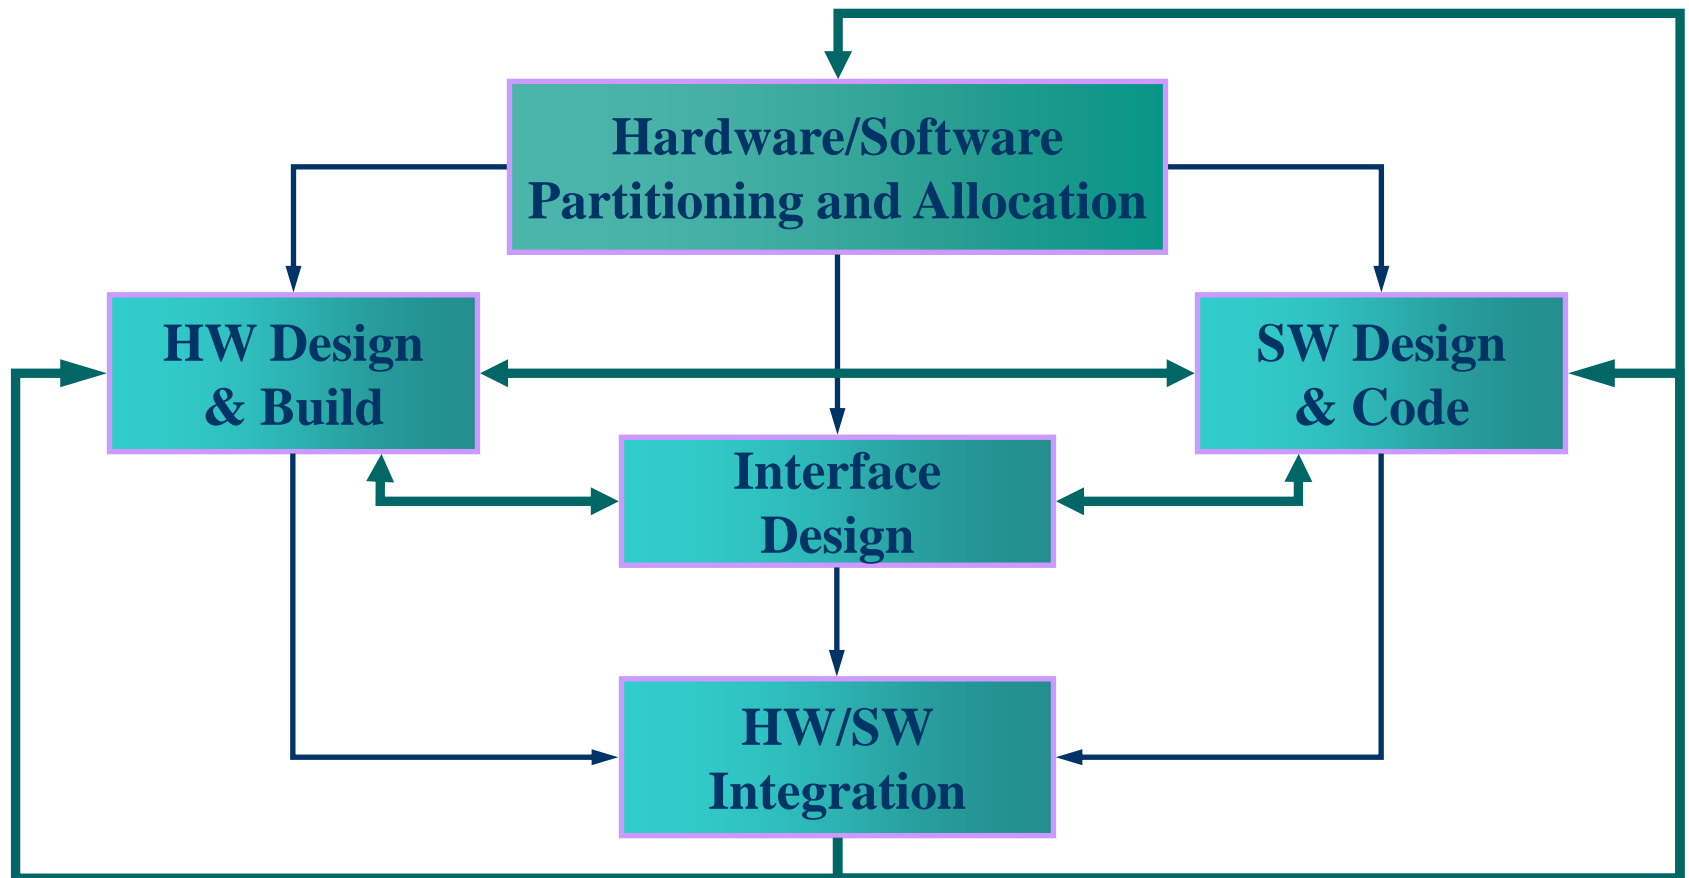 Hardware/Software
Partitioning and Allocation
HW Design
& Build
SW Design
& Code
Interface
Design
HW/SW
Integration